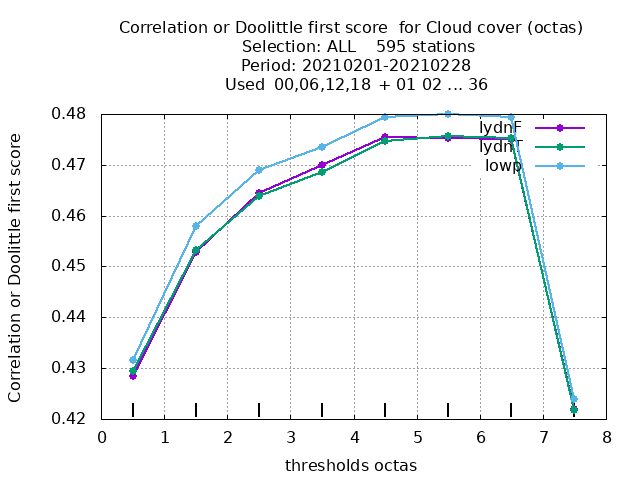 Correlation or Doolittle first score  for Cloud cover (octas)
Selection: ALL    595 stations
Period: 20210201-20210228
Used  00,06,12,18  + 01 02 ... 36
Correlation or Doolittle first score
0.48
0.47
0.46
0.45
0.44
0.43
0.42
lydnF
lydnT
lowp
0 1 2 3 4 5 6 7 8
thresholds octas